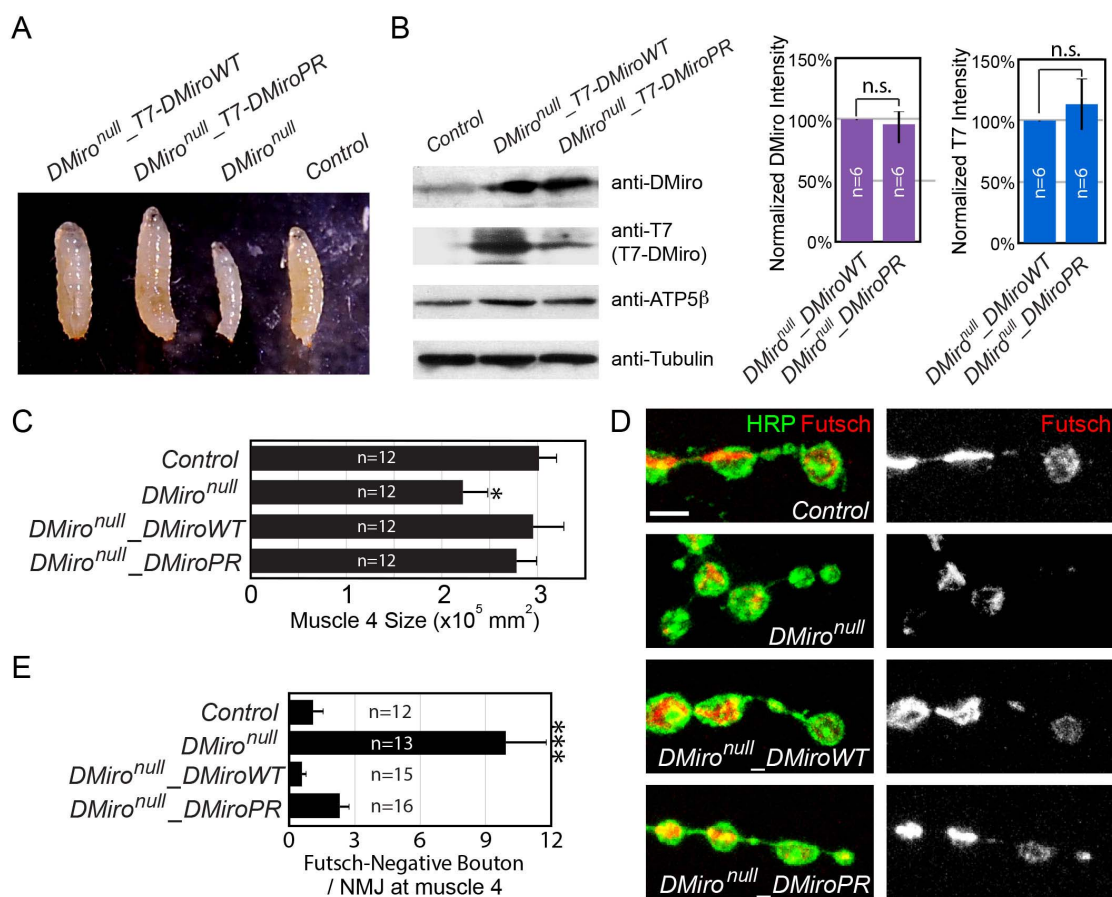 A
DMiro^null_T7-DMiroWT
DMiro^null_T7-DMiroPR
DMiro^null
Control
B
Control
DMiro^null_T7-DMiroWT
DMiro^null_T7-DMiroPR
anti-DMiro
anti-T7
(T7-DMiro)
anti-ATP5β
anti-Tubulin
Normalized DMiro Intensity
150%
100%
50%
0%
n.s.
n=6
n=6
DMiro^null_DMiroWT
DMiro^null_DMiroPR
Normalized T7 Intensity
150%
100%
50%
0%
n.s.
n=6
n=6
DMiro^null_DMiroWT
DMiro^null_DMiroPR
C
Control
n=12
DMiro^null
n=12
*
DMiro^null_DMiroWT
n=12
DMiro^null_DMiroPR
n=12
0 1 2 3
Muscle 4 Size (x10^5 mm^2)
D
HRP Futsch
Futsch
Control
DMiro^null
DMiro^null_DMiroWT
DMiro^null_DMiroPR
E
Control
n=12
DMiro^null
n=13
***
DMiro^null_DMiroWT
n=15
DMiro^null_DMiroPR
n=16
0 3 6 9 12
Futsch-Negative Bouton
/ NMJ at muscle 4